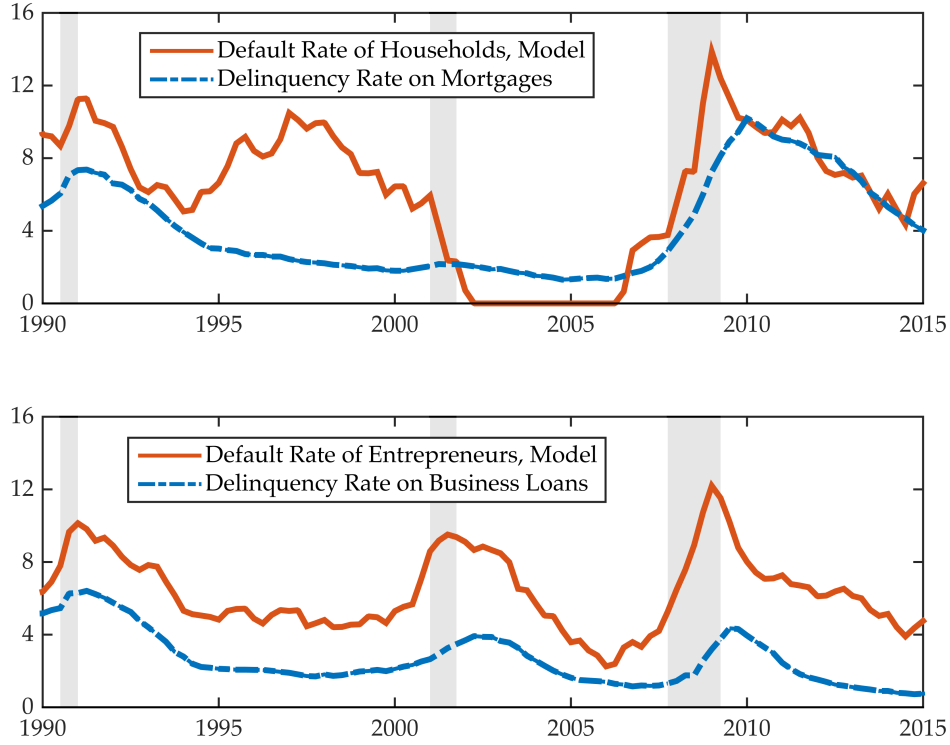 16
Default Rate of Households, Model
Delinquency Rate on Mortgages
12
8
4
0
1990 1995 2000 2005 2010 2015
16
Default Rate of Entrepreneurs, Model
Delinquency Rate on Business Loans
12
8
4
0
1990 1995 2000 2005 2010 2015